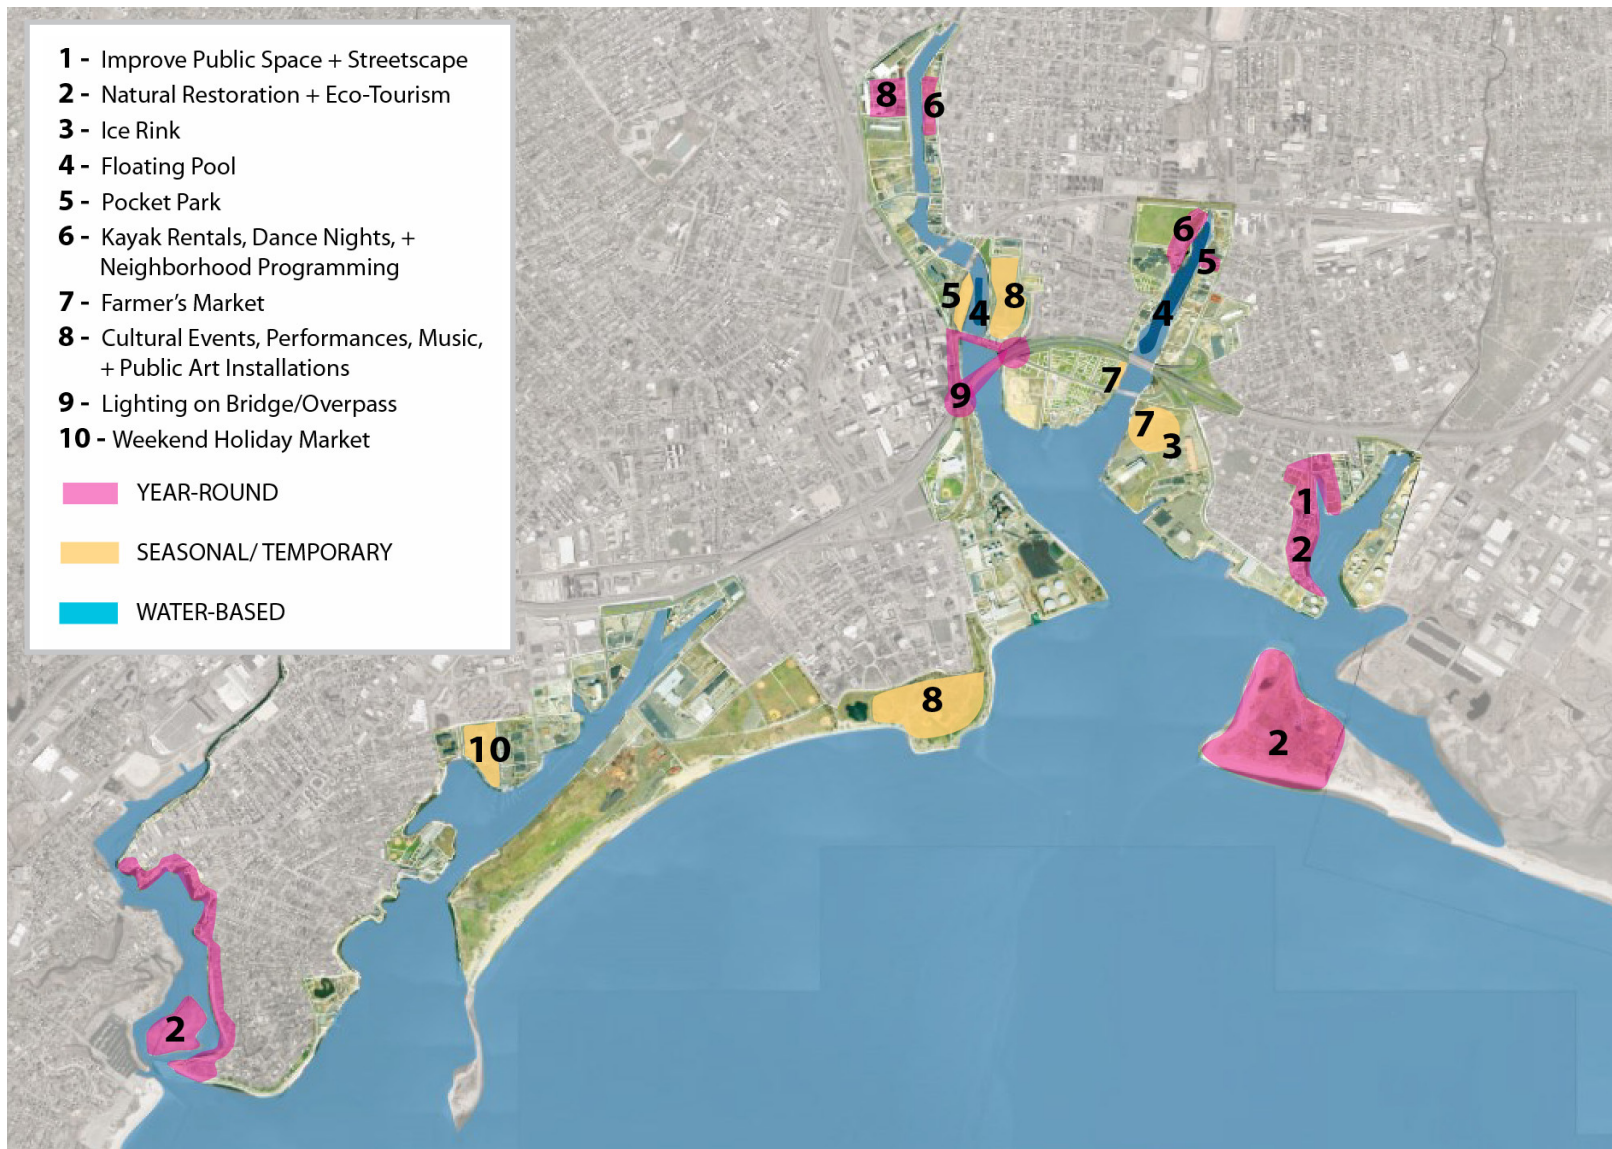 1 - Improve Public Space + Streetscape
2 - Natural Restoration + Eco-Tourism
3 - Ice Rink
4 - Floating Pool
5 - Pocket Park
6 - Kayak Rentals, Dance Nights, +
Neighborhood Programming
7 - Farmer's Market
8 - Cultural Events, Performances, Music,
+ Public Art Installations
9 - Lighting on Bridge/Overpass
10 - Weekend Holiday Market
YEAR-ROUND
SEASONAL/ TEMPORARY
WATER-BASED
8
6
6
5
5
4
8
4
7
9
7
3
1
2
8
2
10
2